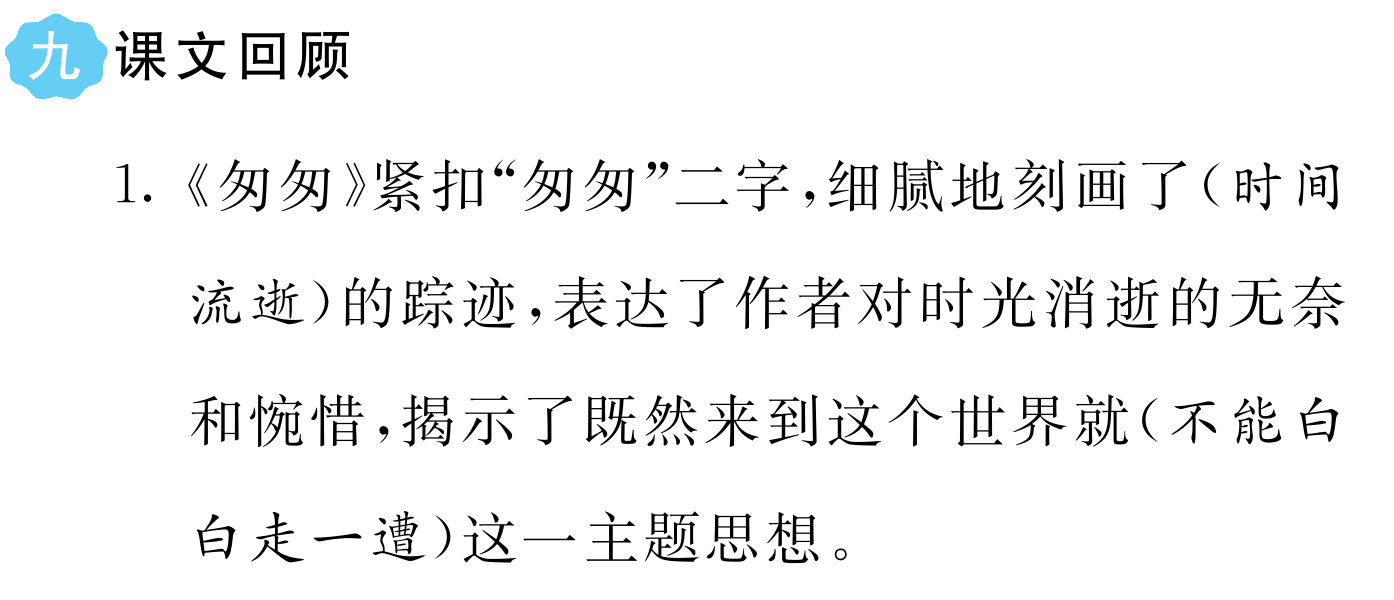 九 课文回顾
1.《匆匆》紧扣“匆匆”二字,细腻地刻画了(时间
流逝)的踪迹,表达了作者对时光消逝的无奈
和惋惜,揭示了既然来到这个世界就(不能白
白走一遭)这一主题思想。